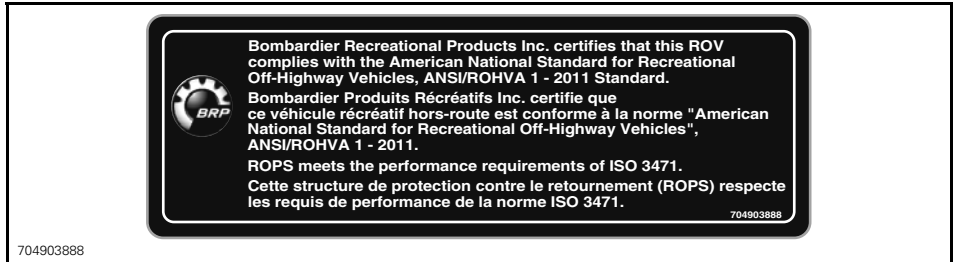 Bombardier Recreational Products Inc. certifies that this ROV
complies with the American National Standard for Recreational
Off-Highway Vehicles, ANSI/ROHVA 1 - 2011 Standard.
Bombardier Produits Récréatifs Inc. certifie que
ce véhicule récréatif hors-route est conforme à la norme "American
National Standard for Recreational Off-Highway Vehicles",
ANSI/ROHVA 1 - 2011.
BRP
ROPS meets the performance requirements of ISO 3471.
Cette structure de protection contre le retournement (ROPS) respecte
les requis de performance de la norme ISO 3471.
704903888
704903888